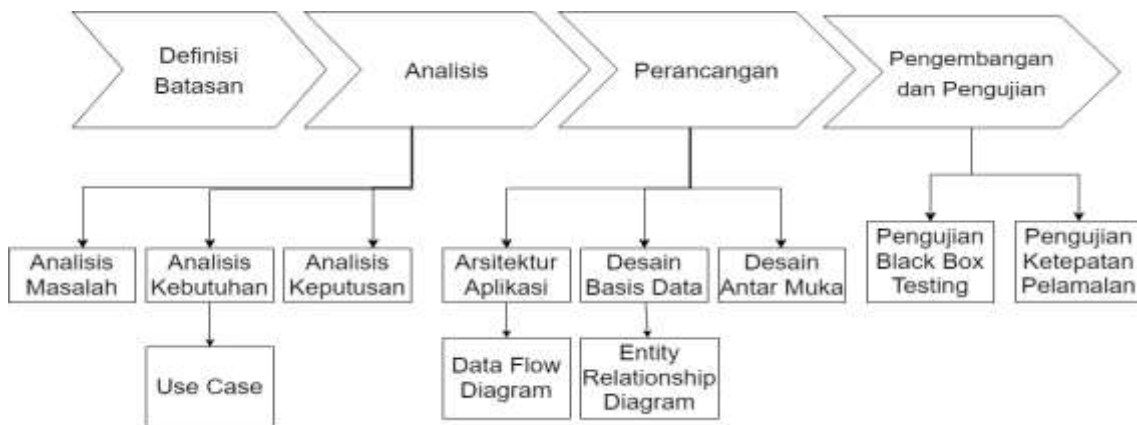 Definisi
Batasan
Analisis
Perancangan
Pengembangan
dan Pengujian
Analisis
Masalah
Analisis
Kebutuhan
Analisis
Keputusan
Arsitektur
Aplikasi
Desain
Basis Data
Desain
Antar Muka
Pengujian
Black Box
Testing
Pengujian
Ketepatan
Pelamalan
Use Case
Data Flow
Diagram
Entity
Relationship
Diagram